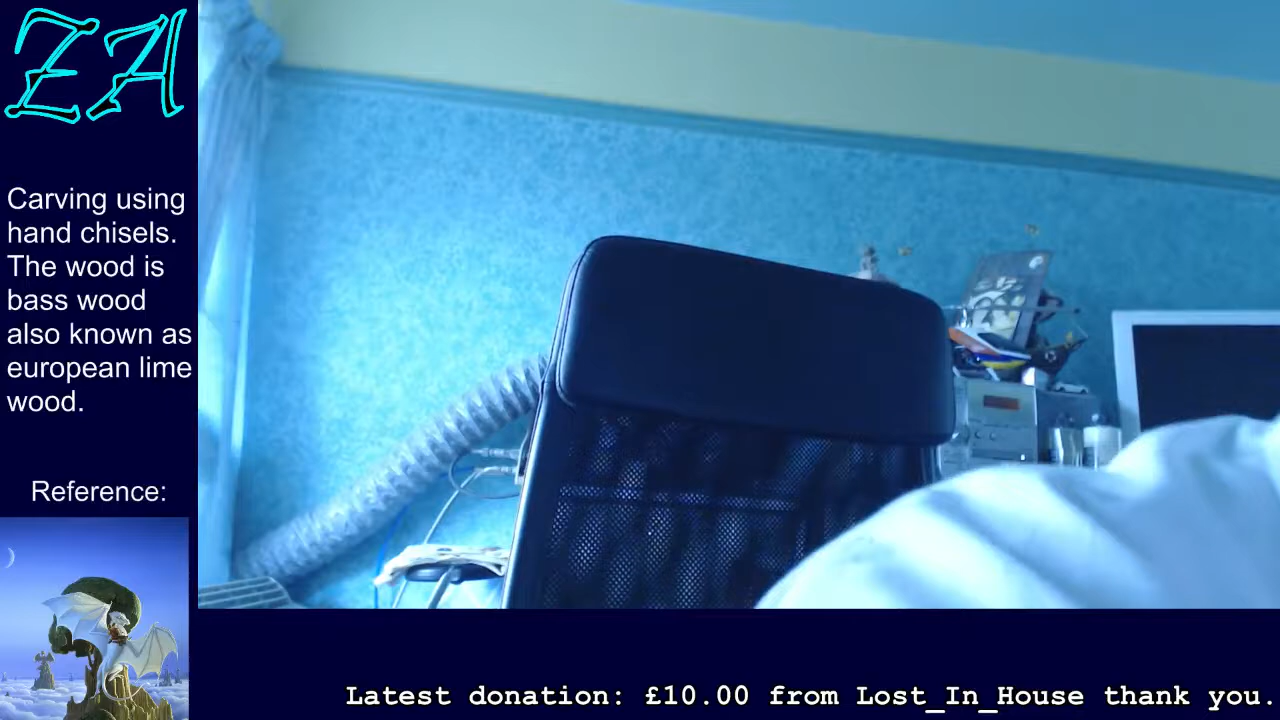 ZA
Carving using
hand chisels.
The wood is
bass wood
also known as
european lime
wood.
Reference:
Latest donation: £10.00 from Lost_In_House thank you.